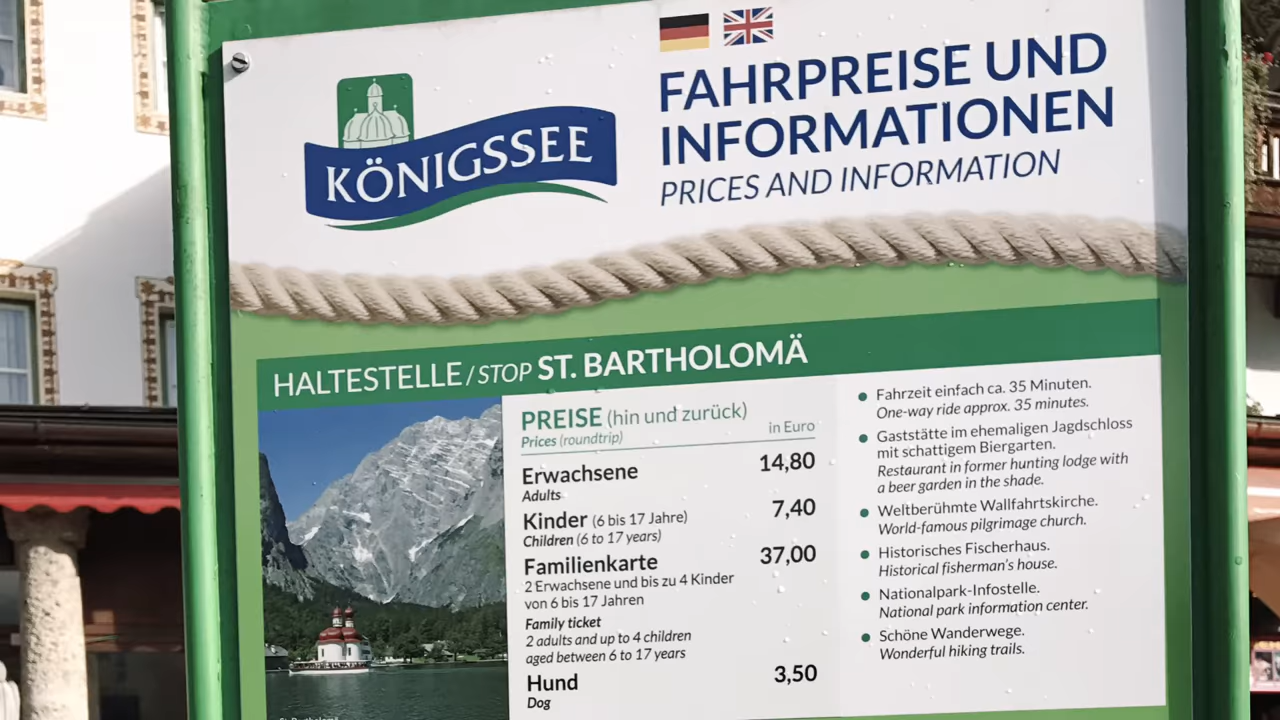 KÖNIGSSEE
FAHRPREISE UND
INFORMATIONEN
PRICES AND INFORMATION
HALTESTELLE / STOP ST. BARTHOLOMÄ
PREISE (hin und zurück)
Prices (roundtrip)
in Euro
Erwachsene 14,80
Adults
Kinder (6 bis 17 Jahre) 7,40
Children (6 to 17 years)
Familienkarte 37,00
2 Erwachsene und bis zu 4 Kinder
von 6 bis 17 Jahren
Family ticket
2 adults and up to 4 children
aged between 6 to 17 years
Hund 3,50
Dog
Fahrzeit einfach ca. 35 Minuten.
One-way ride approx. 35 minutes.
Gaststätte im ehemaligen Jagdschloss
mit schattigem Biergarten.
Restaurant in former hunting lodge with
a beer garden in the shade.
Weltberühmte Wallfahrtskirche.
World-famous pilgrimage church.
Historisches Fischerhaus.
Historical fisherman's house.
Nationalpark-Infostelle.
National park information center.
Schöne Wanderwege.
Wonderful hiking trails.